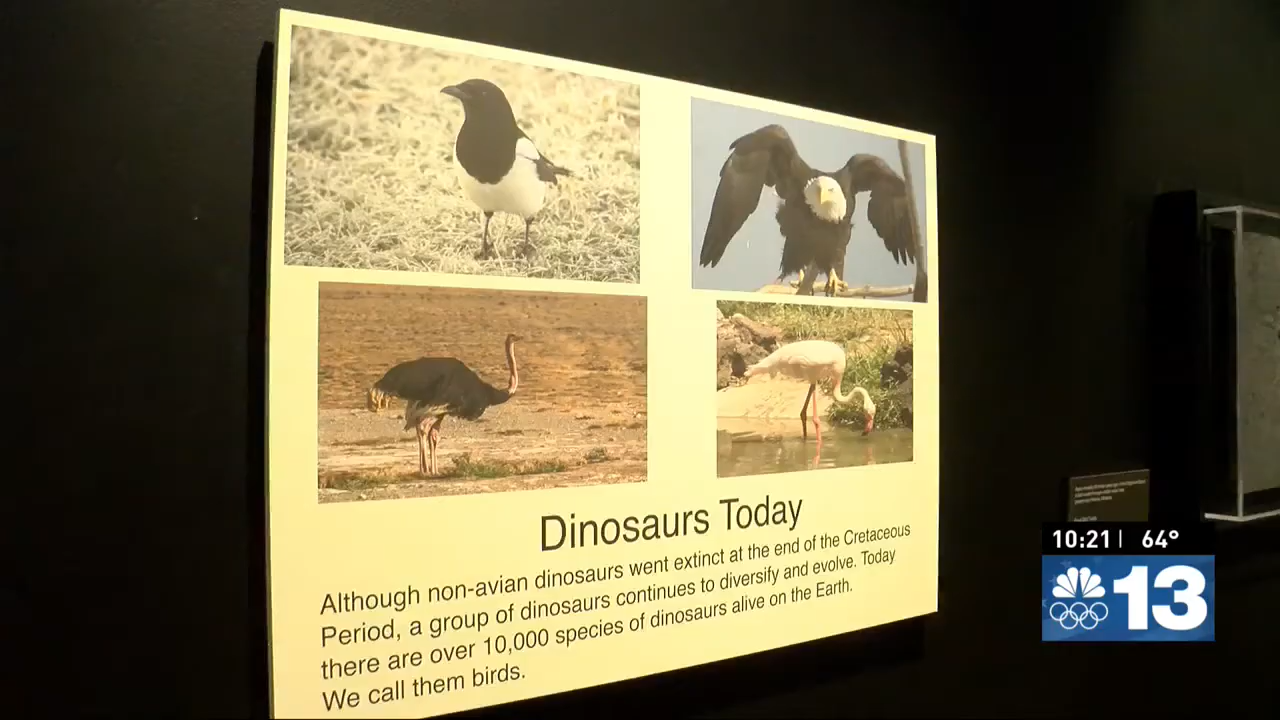 Dinosaurs Today
Although non-avian dinosaurs went extinct at the end of the Cretaceous
Period, a group of dinosaurs continues to diversify and evolve. Today
there are over 10,000 species of dinosaurs alive on the Earth.
We call them birds.
10:21 | 64°
13